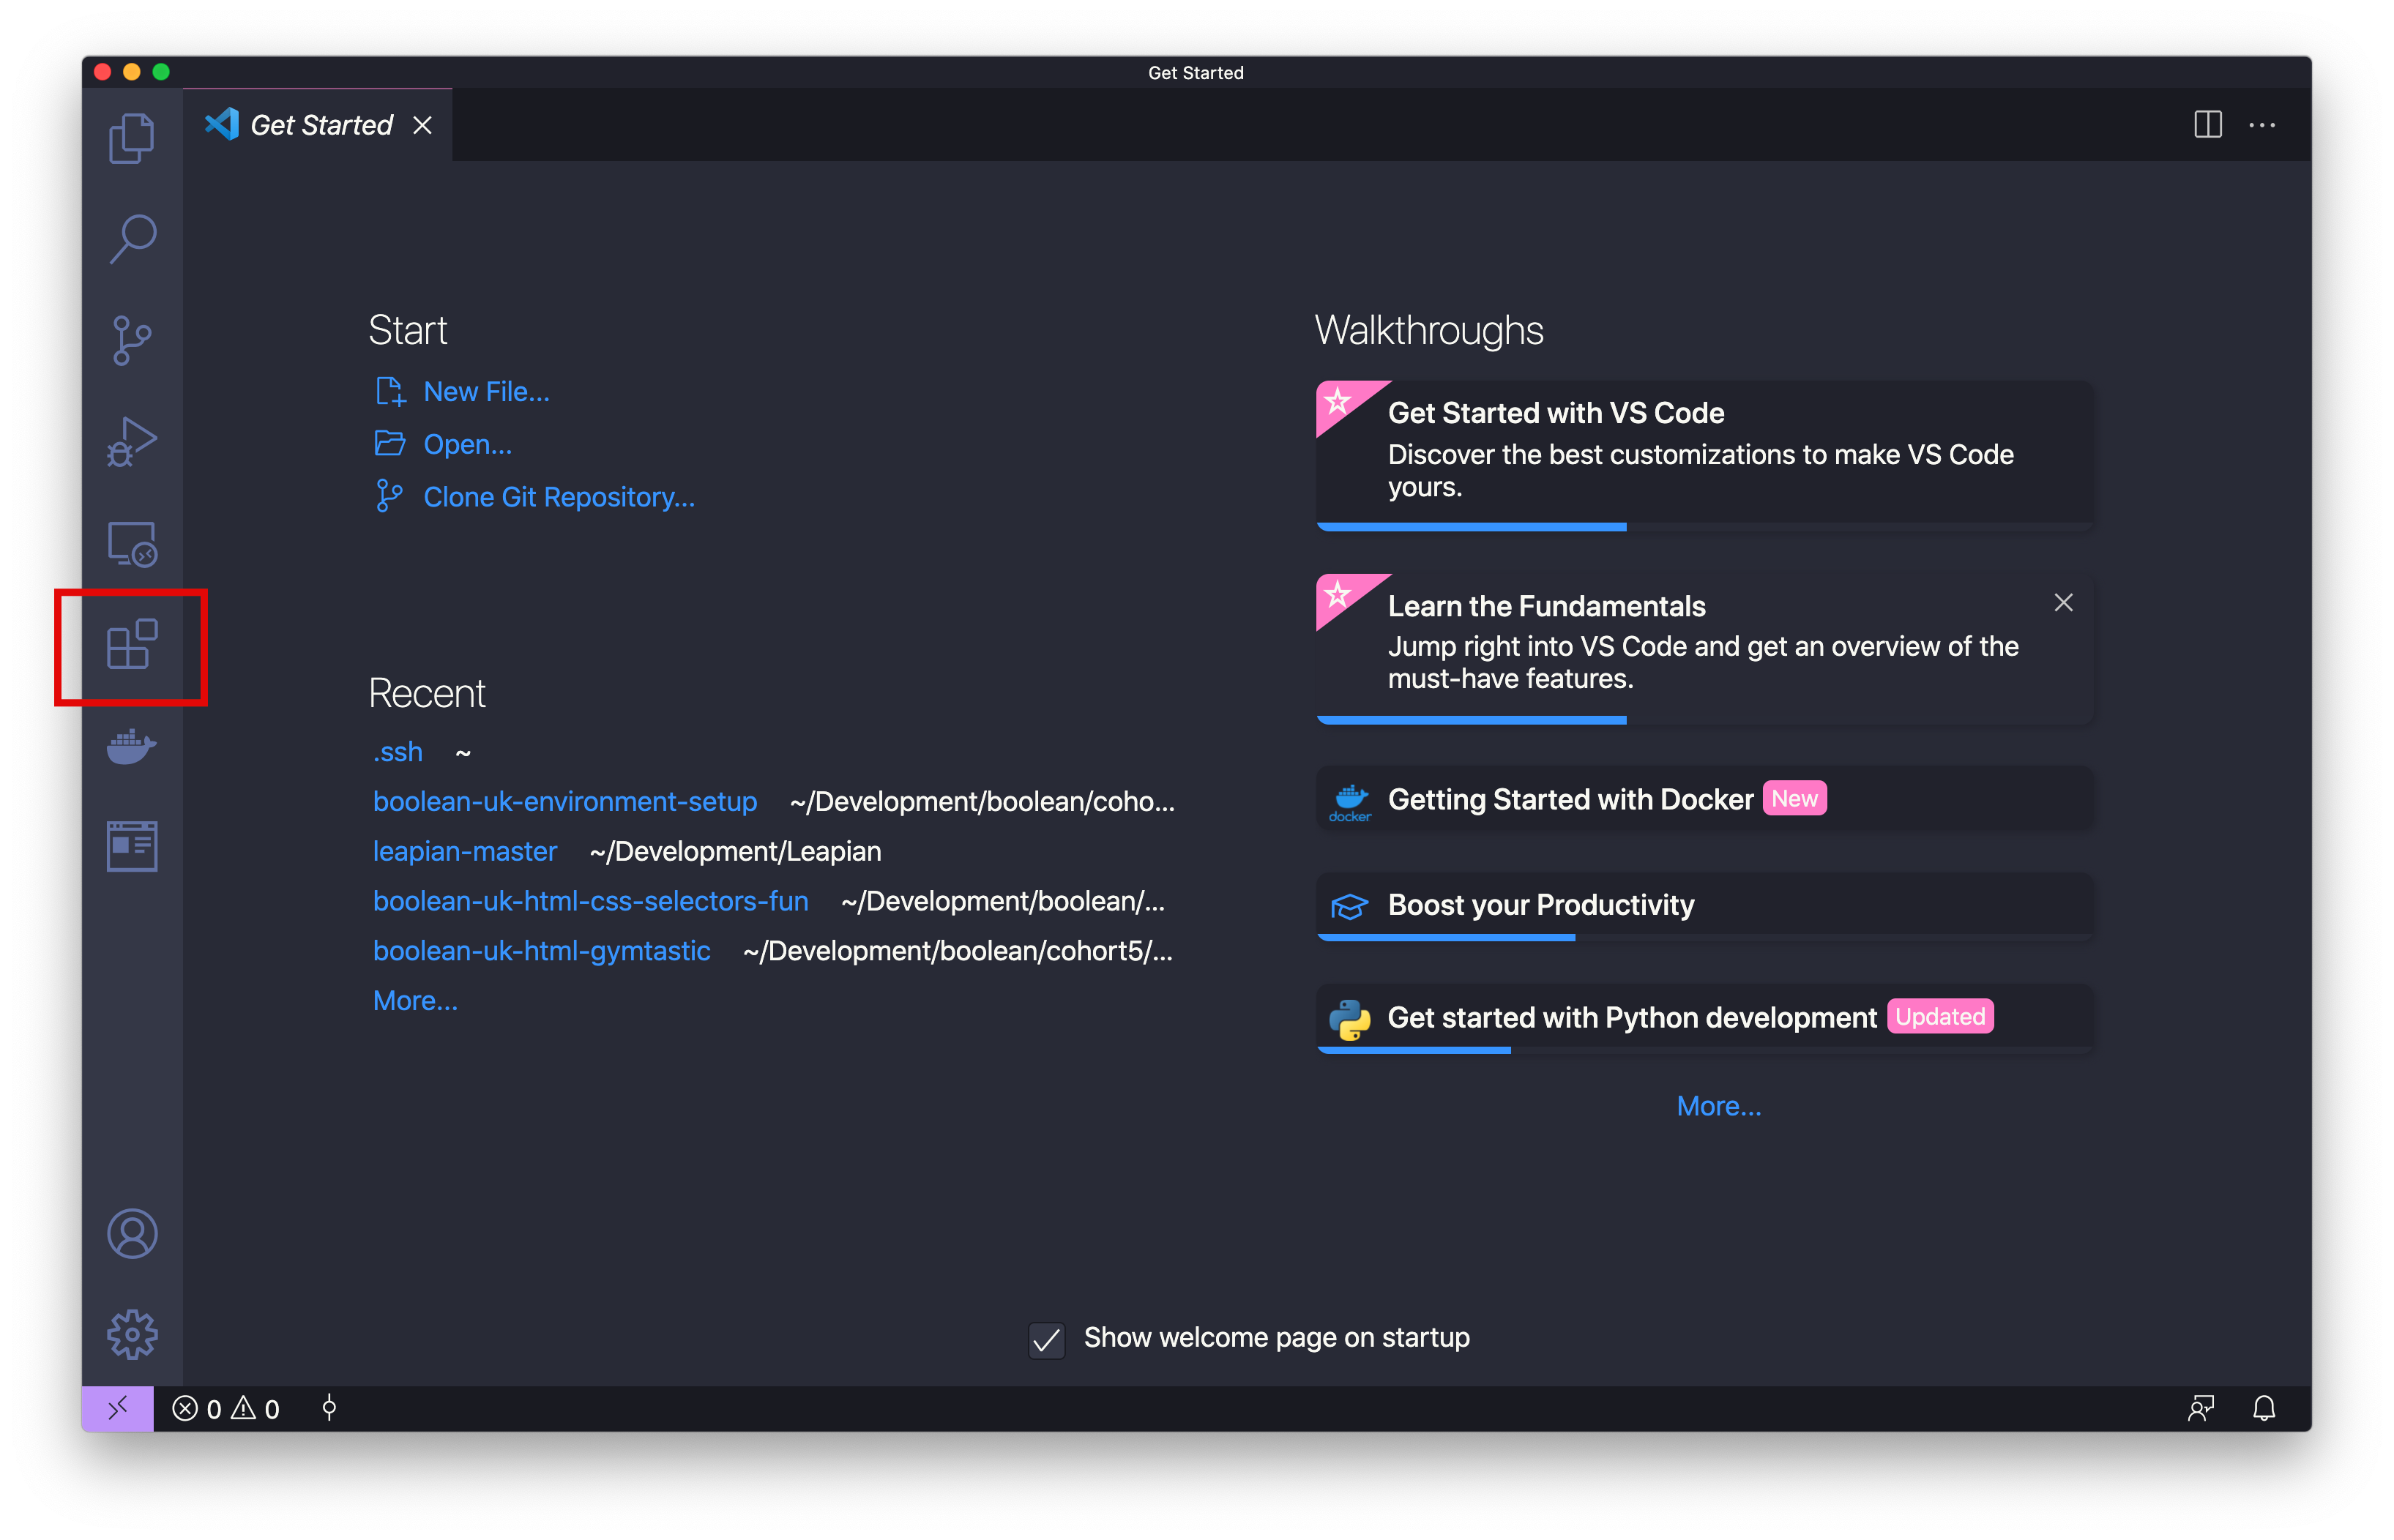 Get Started
Get Started
Start
New File...
Open...
Clone Git Repository...
Recent
.ssh ~
boolean-uk-environment-setup ~/Development/boolean/coho...
leapian-master ~/Development/Leapian
boolean-uk-html-css-selectors-fun ~/Development/boolean/...
boolean-uk-html-gymtastic ~/Development/boolean/cohort5/...
More...
Walkthroughs
Get Started with VS Code
Discover the best customizations to make VS Code
yours.
Learn the Fundamentals
Jump right into VS Code and get an overview of the
must-have features.
docker
Getting Started with Docker New
Boost your Productivity
Get started with Python development Updated
More...
Show welcome page on startup
0 0